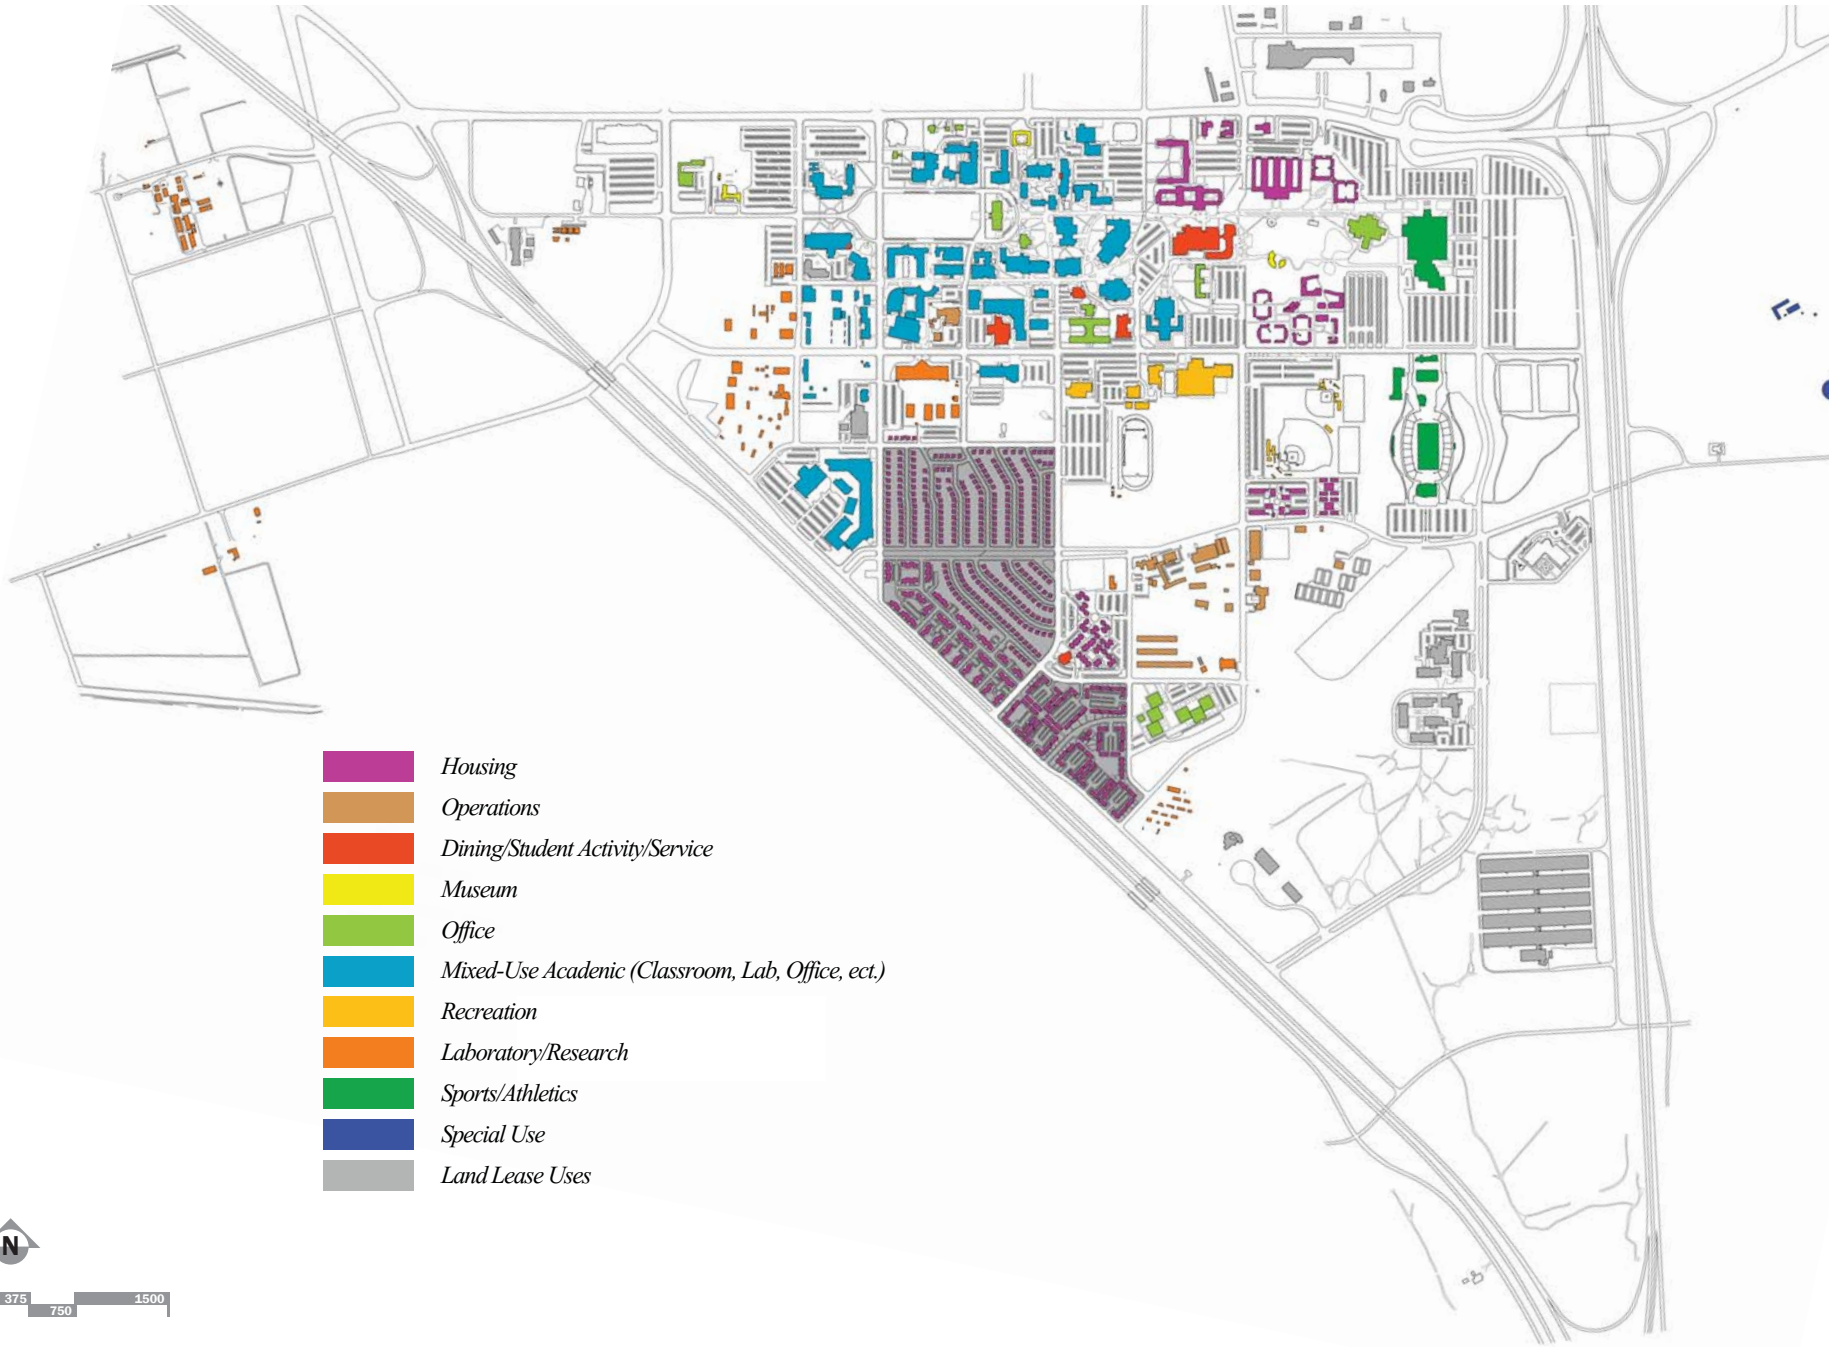 Housing
Operations
Dining/Student Activity/Service
Museum
Office
Mixed-Use Acadenic (Classroom, Lab, Office, ect.)
Recreation
Laboratory/Research
Sports/Athletics
Special Use
Land Lease Uses
N
375 1500
750